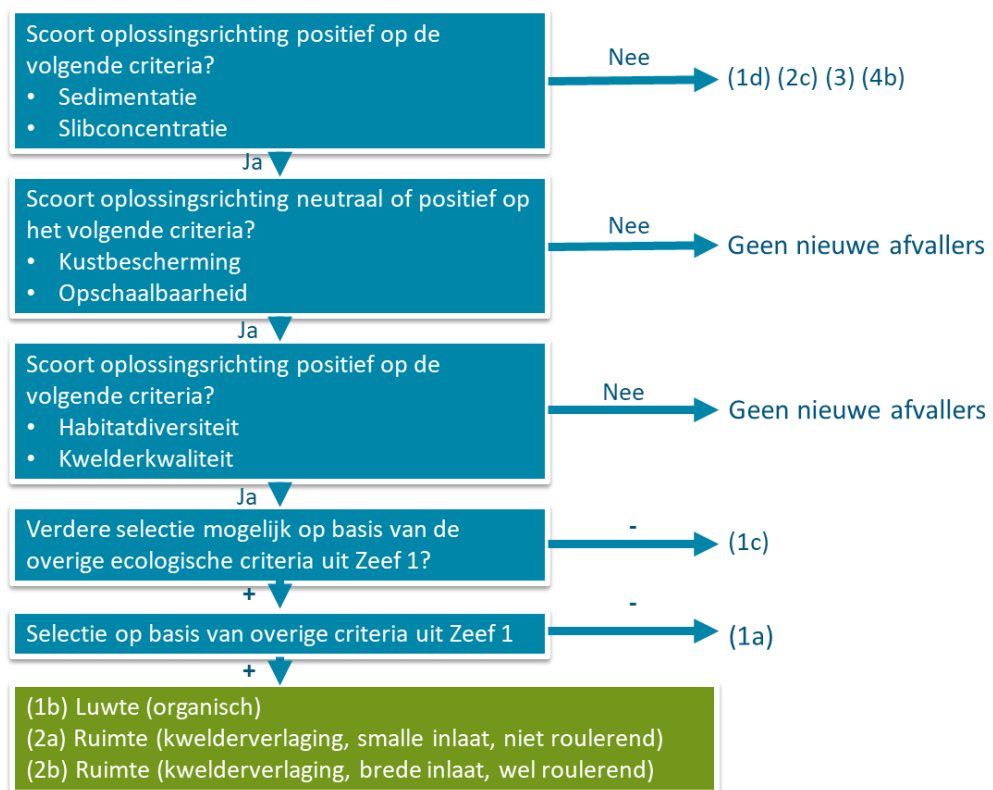 Scoort oplossingsrichting positief op de
volgende criteria?
• Sedimentatie
• Slibconcentratie
Nee
(1d) (2c) (3) (4b)
Ja
Scoort oplossingsrichting neutraal of positief op
het volgende criteria?
• Kustbescherming
• Opschaalbaarheid
Nee
Geen nieuwe afvallers
Ja
Scoort oplossingsrichting positief op de
volgende criteria?
• Habitatdiversiteit
• Kwelderkwaliteit
Nee
Geen nieuwe afvallers
Ja
Verdere selectie mogelijk op basis van de
overige ecologische criteria uit Zeef 1?
-
(1c)
+
Selectie op basis van overige criteria uit Zeef 1
-
(1a)
+
(1b) Luwte (organisch)
(2a) Ruimte (kwelderverlaging, smalle inlaat, niet roulerend)
(2b) Ruimte (kwelderverlaging, brede inlaat, wel roulerend)